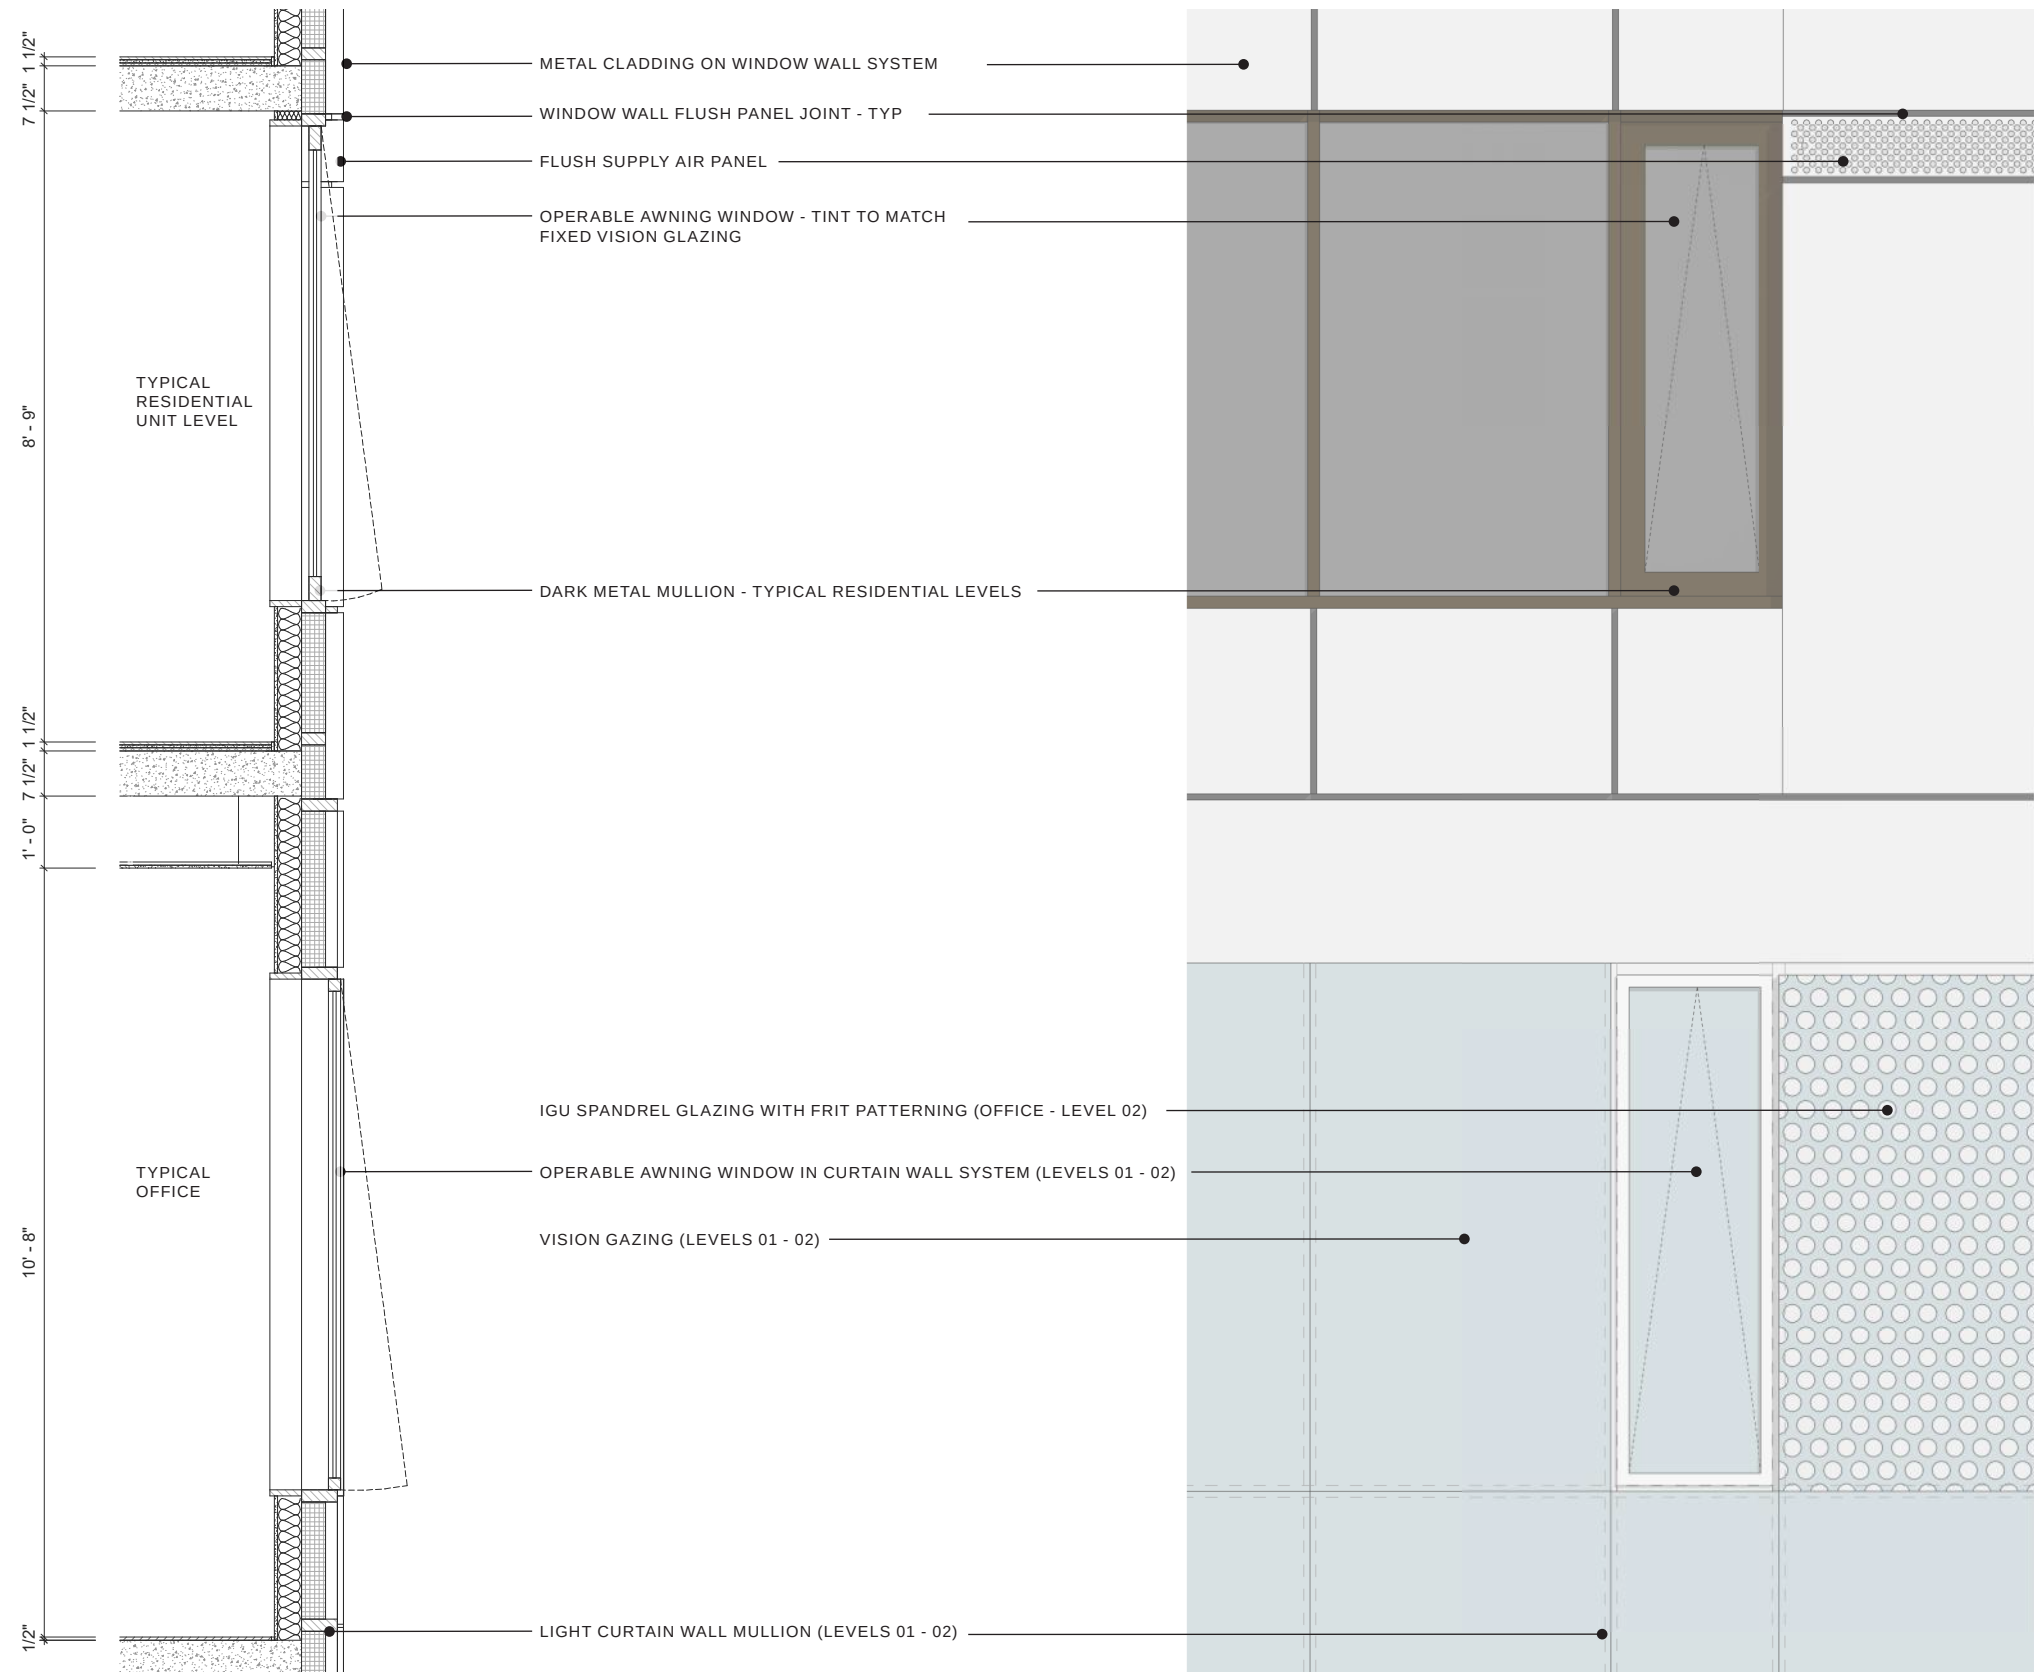 1 1/2"
7 1/2"
METAL CLADDING ON WINDOW WALL SYSTEM
WINDOW WALL FLUSH PANEL JOINT - TYP
FLUSH SUPPLY AIR PANEL
OPERABLE AWNING WINDOW - TINT TO MATCH
FIXED VISION GLAZING
TYPICAL
RESIDENTIAL
UNIT LEVEL
8' - 9"
DARK METAL MULLION - TYPICAL RESIDENTIAL LEVELS
1 1/2"
7 1/2"
1' - 0"
IGU SPANDREL GLAZING WITH FRIT PATTERNING (OFFICE - LEVEL 02)
TYPICAL
OFFICE
OPERABLE AWNING WINDOW IN CURTAIN WALL SYSTEM (LEVELS 01 - 02)
VISION GAZING (LEVELS 01 - 02)
10' - 8"
LIGHT CURTAIN WALL MULLION (LEVELS 01 - 02)
1/2"